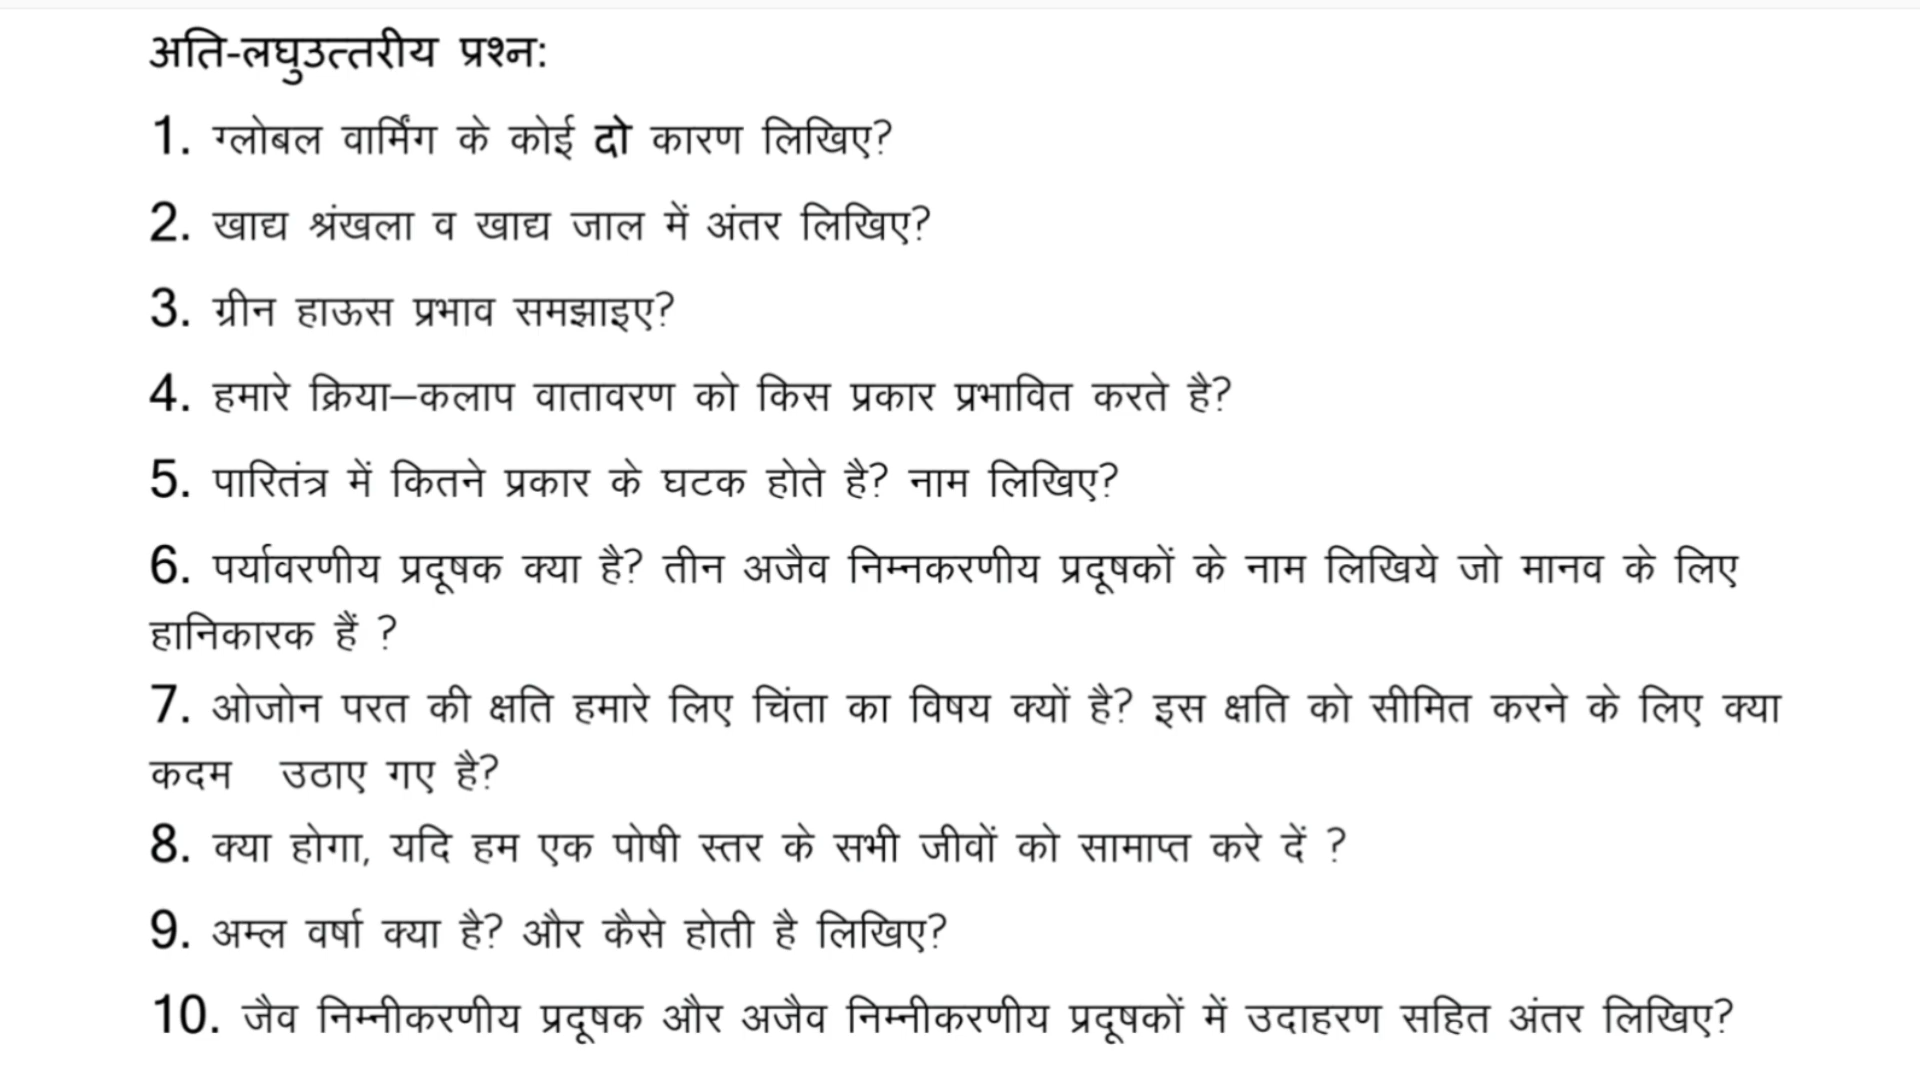 अति-लघुउत्तरीय प्रश्न:
1. ग्लोबल वार्मिंग के कोई दो कारण लिखिए?
2. खाद्य श्रंखला व खाद्य जाल में अंतर लिखिए?
3. ग्रीन हाऊस प्रभाव समझाइए?
4. हमारे क्रिया–कलाप वातावरण को किस प्रकार प्रभावित करते है?
5. पारितंत्र में कितने प्रकार के घटक होते है? नाम लिखिए?
6. पर्यावरणीय प्रदूषक क्या है? तीन अजैव निम्नकरणीय प्रदूषकों के नाम लिखिये जो मानव के लिए
हानिकारक हैं ?
7. ओजोन परत की क्षति हमारे लिए चिंता का विषय क्यों है? इस क्षति को सीमित करने के लिए क्या
कदम उठाए गए है?
8. क्या होगा, यदि हम एक पोषी स्तर के सभी जीवों को सामाप्त करे दें ?
9. अम्ल वर्षा क्या है? और कैसे होती है लिखिए?
10. जैव निम्नीकरणीय प्रदूषक और अजैव निम्नीकरणीय प्रदूषकों में उदाहरण सहित अंतर लिखिए?